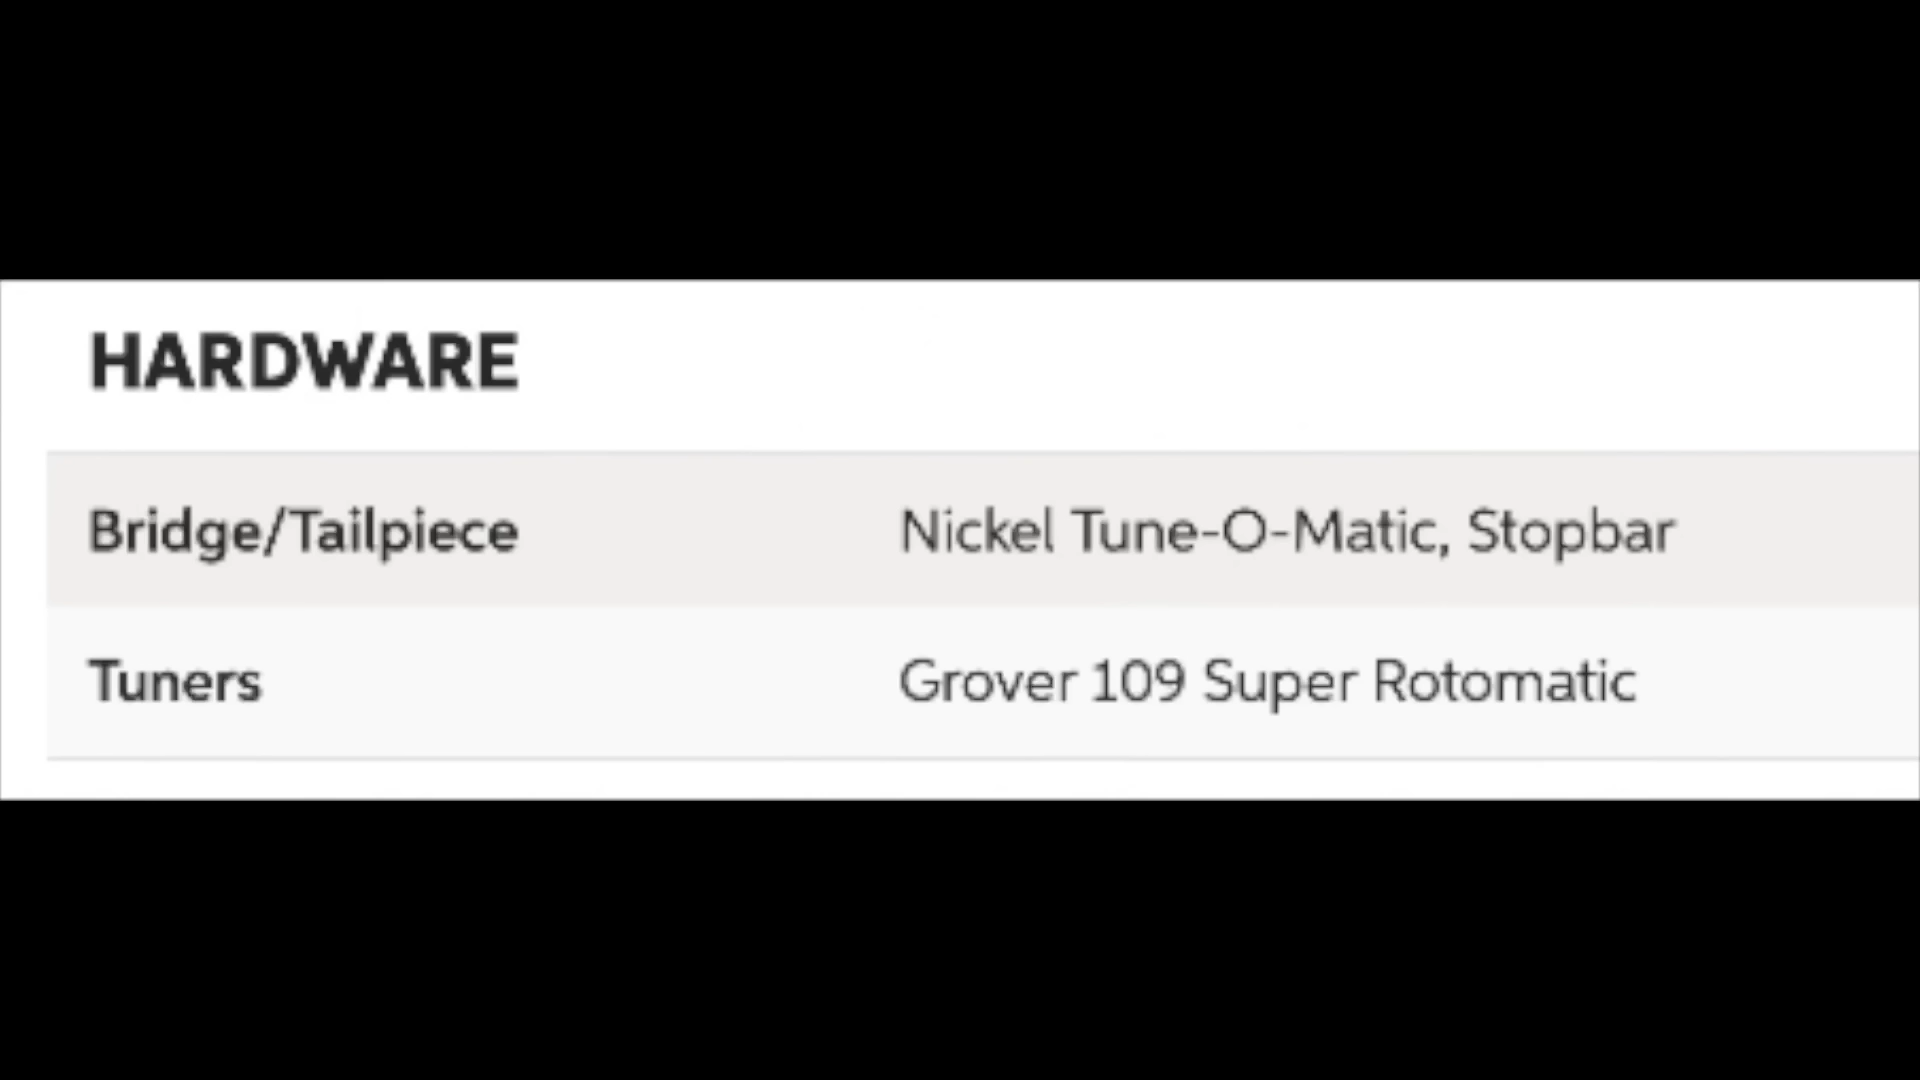 HARDWARE
Bridge/Tailpiece Nickel Tune-O-Matic, Stopbar
Tuners Grover 109 Super Rotomatic